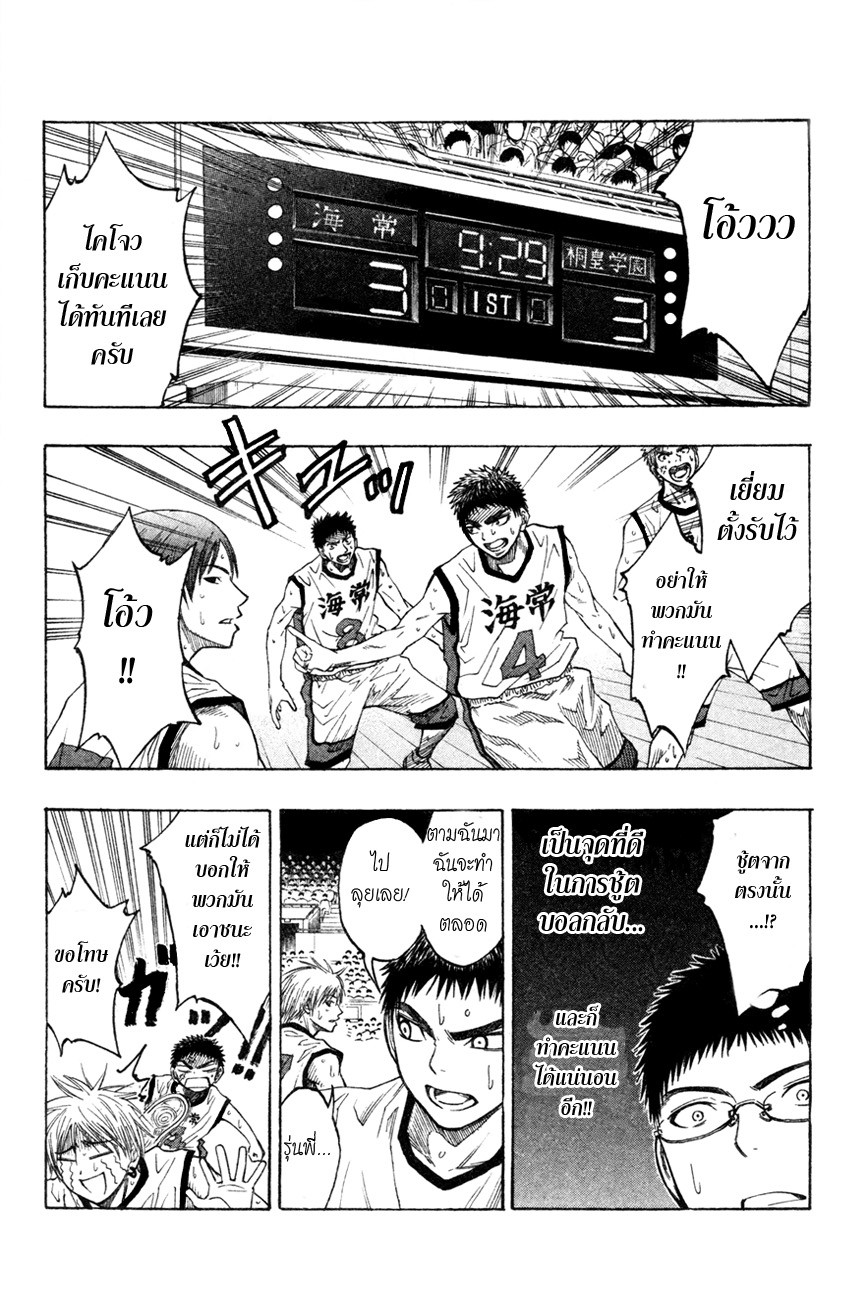 โอ้ววว
ไคโจว
เก็บคะแนน
ได้ทันทีเลย
ครับ
海常
9:29
桐皇学園
3
0
1ST
0
3
キュッ
เยี่ยม
ตั้งรับไว้
อย่าให้
พวกมัน
ทำคะแนน
!!
โอ้ว
!!
海常
8
海常
4
ชู้ตจาก
ตรงนั้น
...!?
เป็นจุดที่ดี
ในการชู้ต
บอลกลับ...
และก็
ทำคะแนน
ได้แน่นอน
อีก!!
ตามฉันมา
ฉันจะทำ
ให้ได้
ตลอด
ไป
ลุยเลย!
รุ่นพี่...
แต่ก็ไม่ได้
บอกให้
พวกมัน
เอาชนะ
เว้ย!!
ขอโทษ
ครับ!